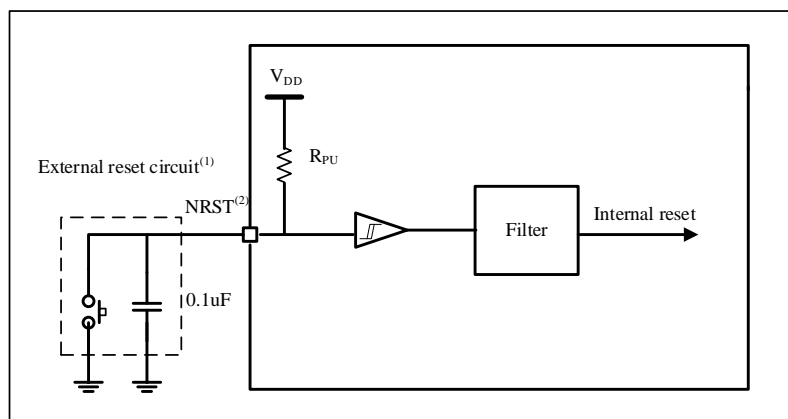 V_DD
R_PU
External reset circuit(1)
NRST(2)
Filter
Internal reset
0.1uF